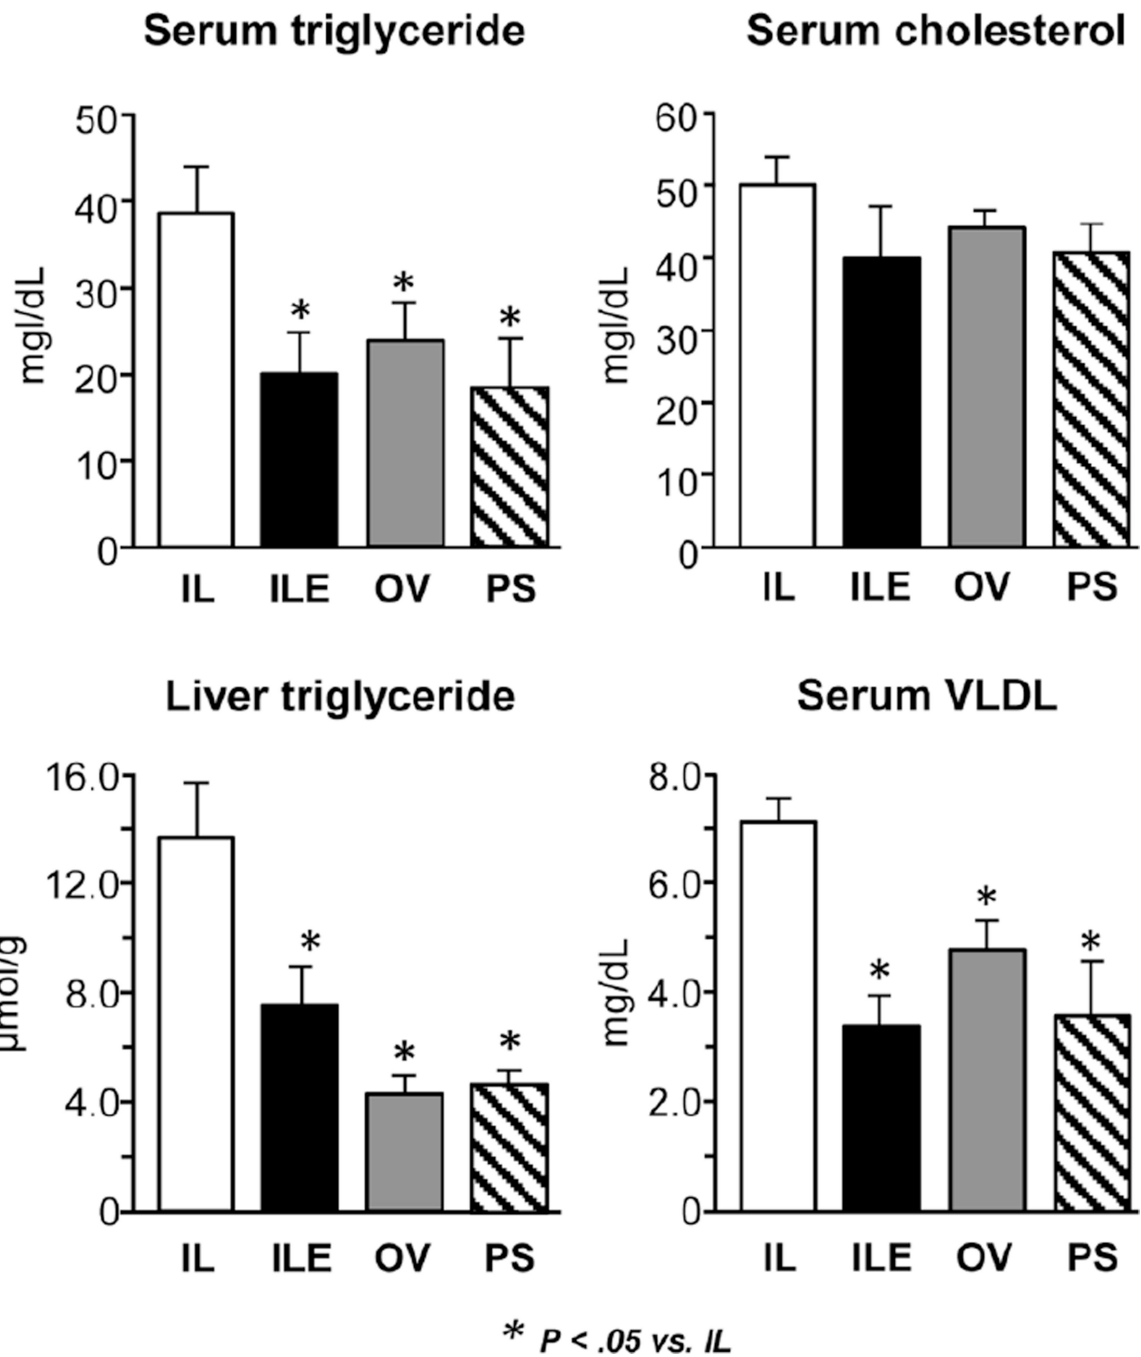 Serum triglyceride
50
40
30
20
10
0
mgl/dL
*
*
*
IL ILE OV PS
Serum cholesterol
60
50
40
30
20
10
0
mgl/dL
IL ILE OV PS
Liver triglyceride
16.0
12.0
8.0
4.0
0
μmol/g
*
*
*
IL ILE OV PS
Serum VLDL
8.0
6.0
4.0
2.0
0
mg/dL
*
*
*
IL ILE OV PS
* P < .05 vs. IL